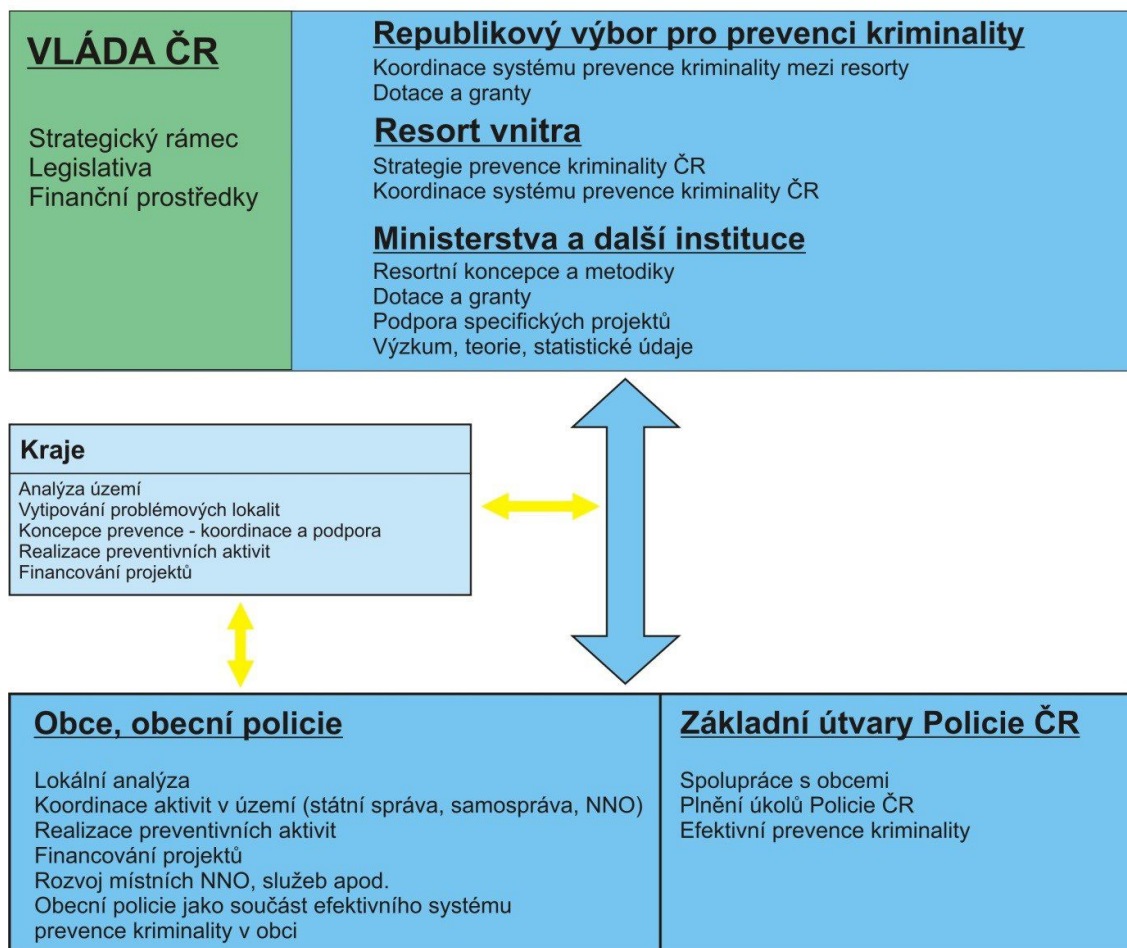 VLÁDA ČR
Strategický rámec
Legislativa
Finanční prostředky
Republikový výbor pro prevenci kriminality
Koordinace systému prevence kriminality mezi resorty
Dotace a granty
Resort vnitra
Strategie prevence kriminality ČR
Koordinace systému prevence kriminality ČR
Ministerstva a další instituce
Resortní koncepce a metodiky
Dotace a granty
Podpora specifických projektů
Výzkum, teorie, statistické údaje
Kraje
Analýza území
Vytipování problémových lokalit
Koncepce prevence - koordinace a podpora
Realizace preventivních aktivit
Financování projektů
Obce, obecní policie
Lokální analýza
Koordinace aktivit v území (státní správa, samospráva, NNO)
Realizace preventivních aktivit
Financování projektů
Rozvoj místních NNO, služeb apod.
Obecní policie jako součást efektivního systému
prevence kriminality v obci
Základní útvary Policie ČR
Spolupráce s obcemi
Plnění úkolů Policie ČR
Efektivní prevence kriminality